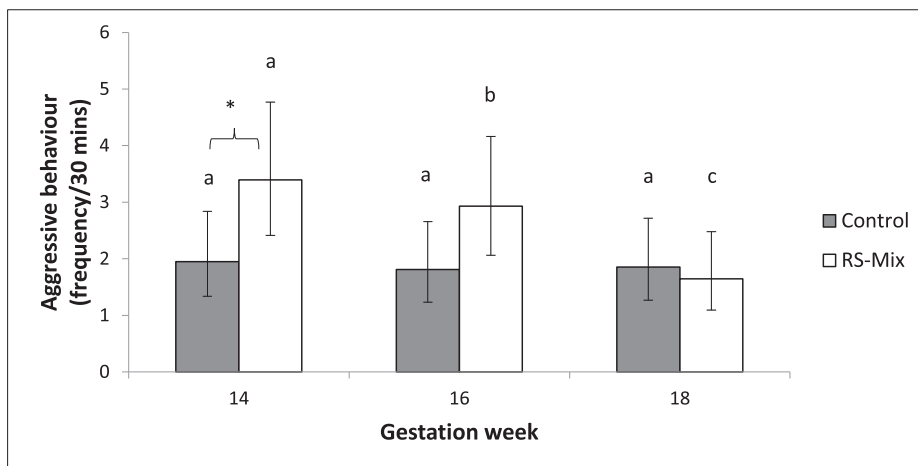 Aggressive behaviour
(frequency/30 mins)
6
5
4
3
2
1
0
a
*
a
a
b
a
c
14
16
18
Gestation week
Control
RS-Mix